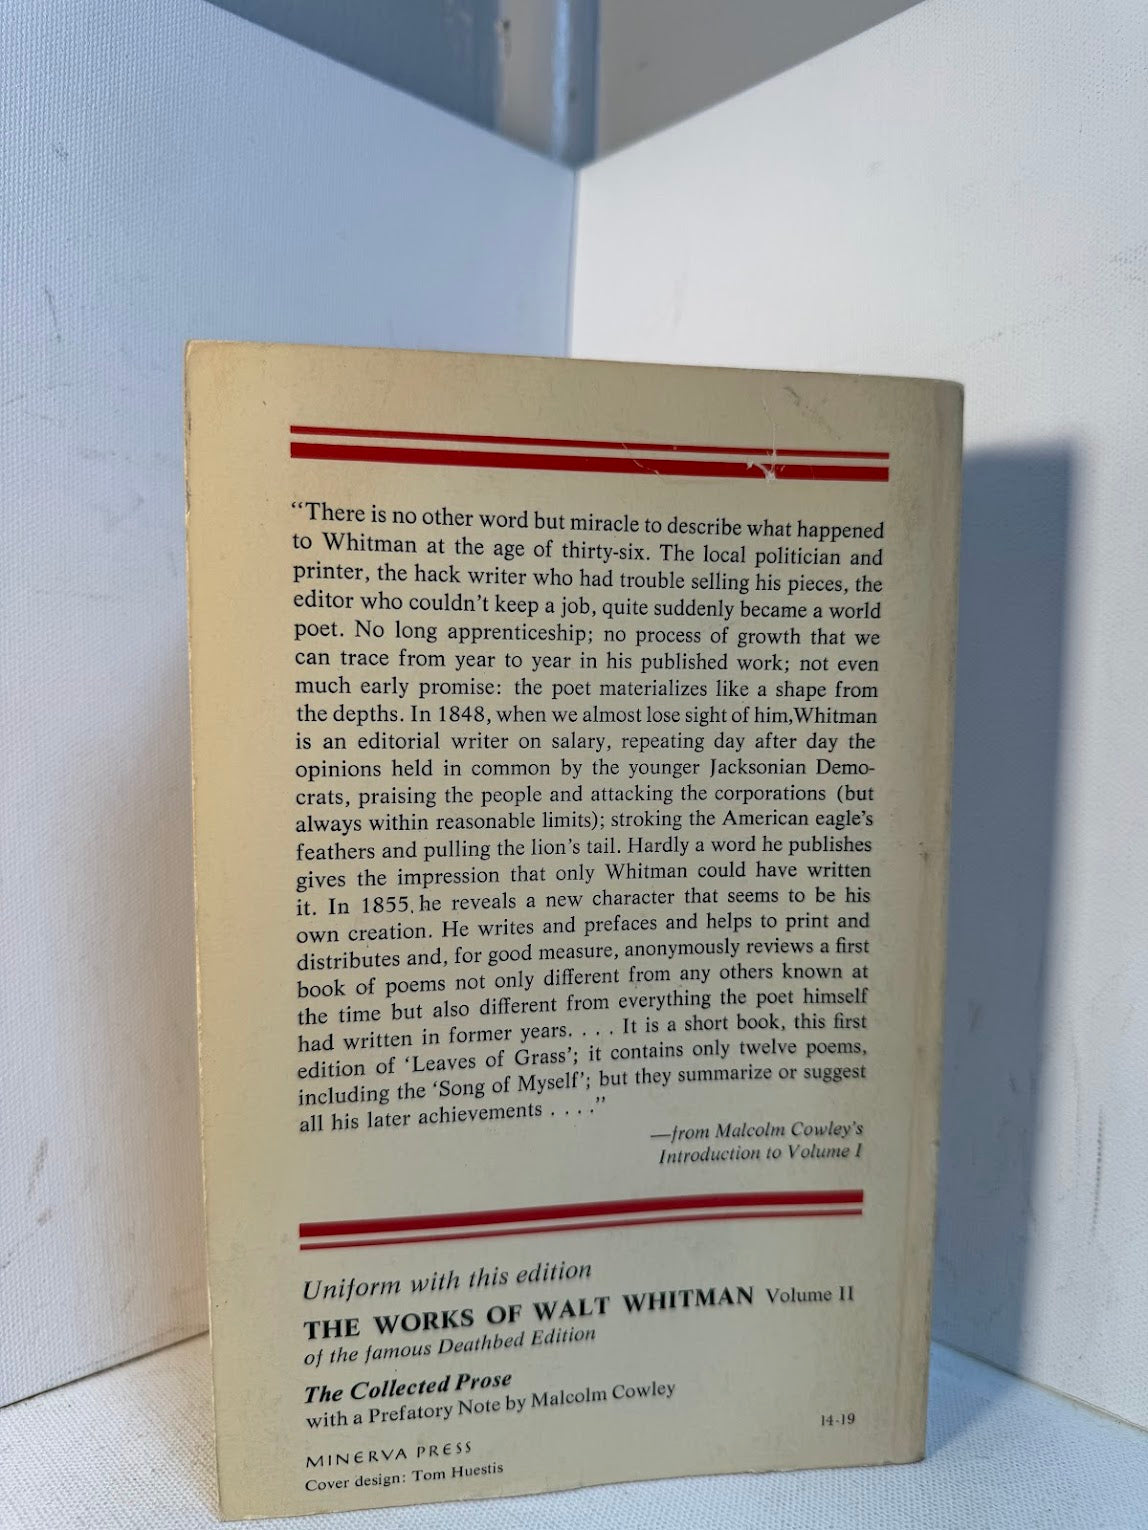 “There is no other word but miracle to describe what happened
to Whitman at the age of thirty-six. The local politician and
printer, the hack writer who had trouble selling his pieces, the
editor who couldn’t keep a job, quite suddenly became a world
poet. No long apprenticeship; no process of growth that we
can trace from year to year in his published work; not even
much early promise: the poet materializes like a shape from
the depths. In 1848, when we almost lose sight of him,Whitman
is an editorial writer on salary, repeating day after day the
opinions held in common by the younger Jacksonian Demo-
crats, praising the people and attacking the corporations (but
always within reasonable limits); stroking the American eagle’s
feathers and pulling the lion’s tail. Hardly a word he publishes
gives the impression that only Whitman could have written
it. In 1855, he reveals a new character that seems to be his
own creation. He writes and prefaces and helps to print and
distributes and, for good measure, anonymously reviews a first
book of poems not only different from any others known at
the time but also different from everything the poet himself
had written in former years. . . . It is a short book, this first
edition of ‘Leaves of Grass’; it contains only twelve poems,
including the ‘Song of Myself’; but they summarize or suggest
all his later achievements . . . .”
—from Malcolm Cowley’s
Introduction to Volume I
Uniform with this edition
THE WORKS OF WALT WHITMAN Volume II
of the famous Deathbed Edition
The Collected Prose
with a Prefatory Note by Malcolm Cowley
14-19
MINERVA PRESS
Cover design: Tom Huestis